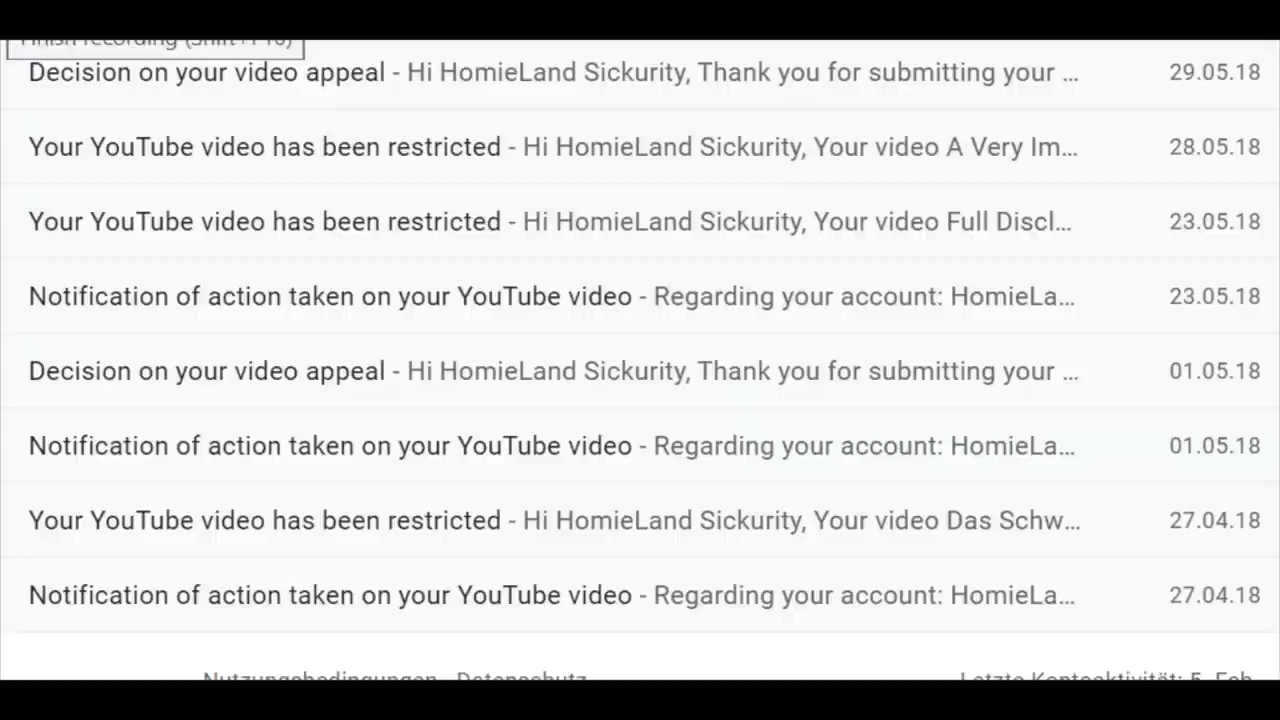 Finish recording (Shift+F10)
Decision on your video appeal - Hi HomieLand Sickurity, Thank you for submitting your ... 29.05.18
Your YouTube video has been restricted - Hi HomieLand Sickurity, Your video A Very Im... 28.05.18
Your YouTube video has been restricted - Hi HomieLand Sickurity, Your video Full Discl... 23.05.18
Notification of action taken on your YouTube video - Regarding your account: HomieLa... 23.05.18
Decision on your video appeal - Hi HomieLand Sickurity, Thank you for submitting your ... 01.05.18
Notification of action taken on your YouTube video - Regarding your account: HomieLa... 01.05.18
Your YouTube video has been restricted - Hi HomieLand Sickurity, Your video Das Schw... 27.04.18
Notification of action taken on your YouTube video - Regarding your account: HomieLa... 27.04.18
Nutzungsbedingungen - Datenschutz Letzte Kontoaktivität: 5. Feb.